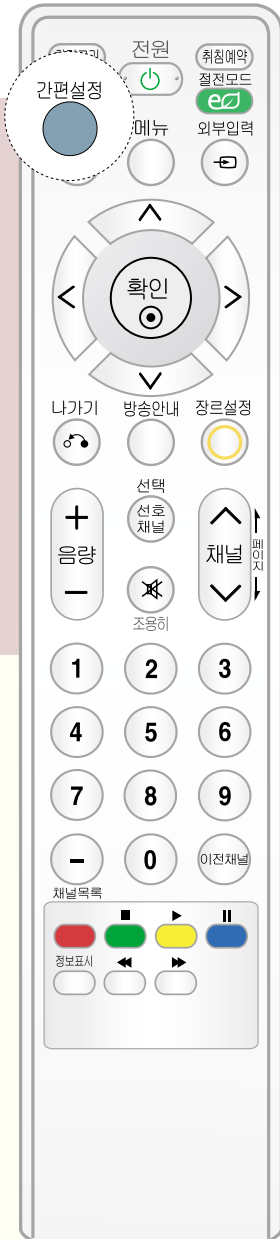 전원
취침예약
절전모드
간편설정
메뉴
외부입력
확인
나가기
방송안내
장르설정
선택
선호
채널
+
음량
−
채널
페이지
조용히
1
2
3
4
5
6
7
8
9
−
0
이전채널
채널목록
정보표시